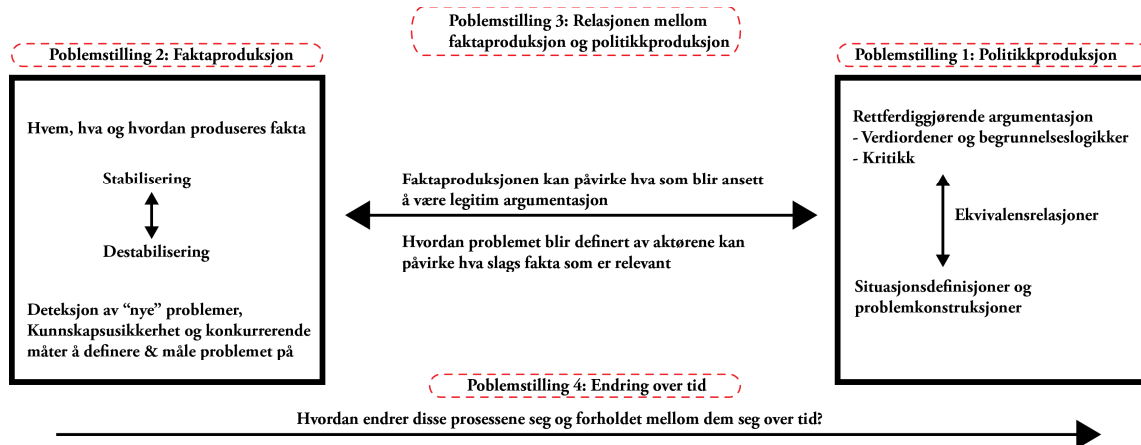 Poblemstilling 3: Relasjonen mellom
faktaproduksjon og politikkproduksjon
Poblemstilling 2: Faktaproduksjon
Hvem, hva og hvordan produseres fakta
Stabilisering
Destabilisering
Deteksjon av “nye” problemer,
Kunnskapsusikkerhet og konkurrerende
måter å definere & måle problemet på
Faktaproduksjonen kan påvirke hva som blir ansett
å være legitim argumentasjon
Hvordan problemet blir definert av aktørene kan
påvirke hva slags fakta som er relevant
Poblemstilling 1: Politikkproduksjon
Rettferdiggjørende argumentasjon
- Verdiordener og begrunnelseslogikker
- Kritikk
Ekvivalensrelasjoner
Situasjonsdefinisjoner og
problemkonstruksjoner
Poblemstilling 4: Endring over tid
Hvordan endrer disse prosessene seg og forholdet mellom dem seg over tid?